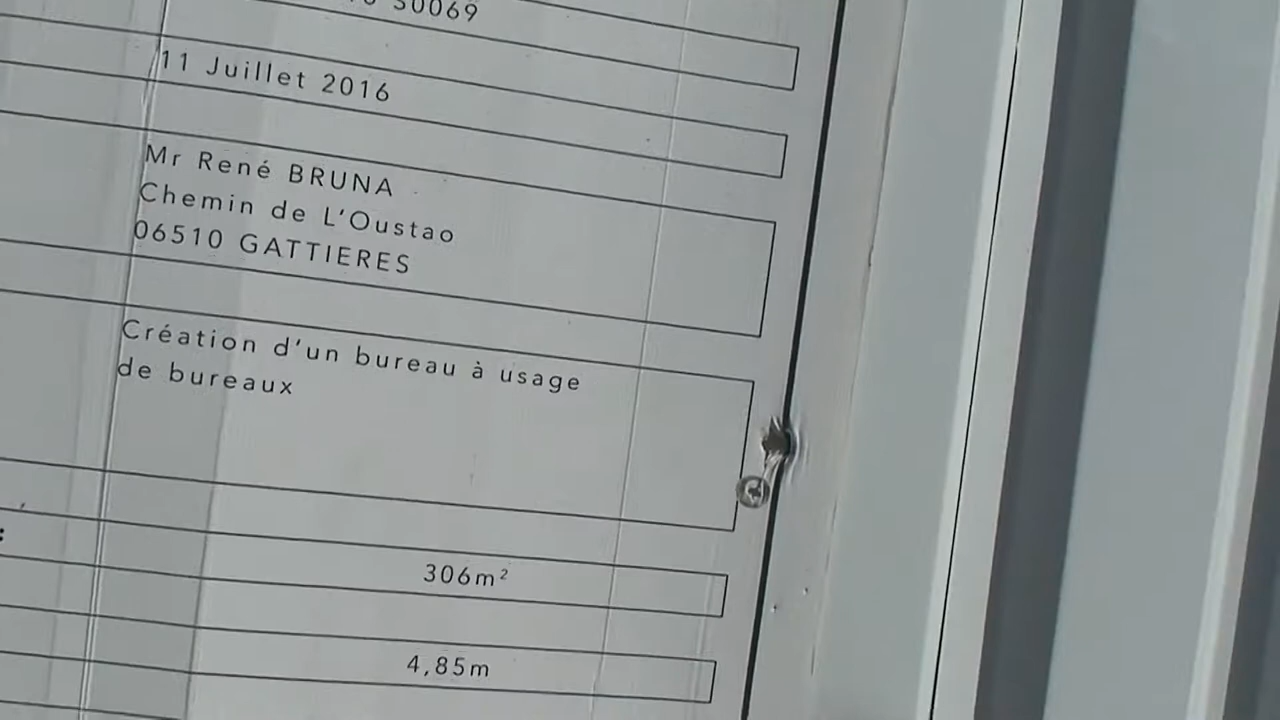 S0069
11 Juillet 2016
Mr René BRUNA
Chemin de L'Oustao
06510 GATTIERES
Création d'un bureau à usage
de bureaux
:
306m²
4,85m